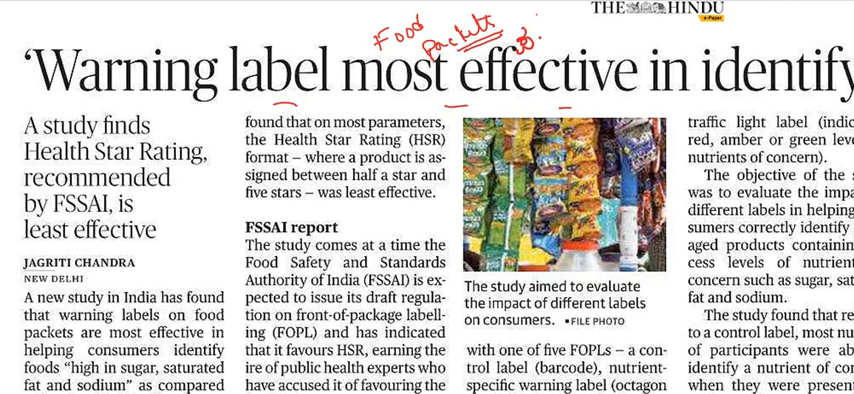 THE HINDU
e-Paper
Food
packets
‘Warning label most effective in identify
A study finds
Health Star Rating,
recommended
by FSSAI, is
least effective
JAGRITI CHANDRA
NEW DELHI
A new study in India has found
that warning labels on food
packets are most effective in
helping consumers identify
foods “high in sugar, saturated
fat and sodium” as compared
found that on most parameters,
the Health Star Rating (HSR)
format – where a product is as-
signed between half a star and
five stars – was least effective.
FSSAI report
The study comes at a time the
Food Safety and Standards
Authority of India (FSSAI) is ex-
pected to issue its draft regula-
tion on front-of-package labell-
ing (FOPL) and has indicated
that it favours HSR, earning the
ire of public health experts who
have accused it of favouring the
The study aimed to evaluate
the impact of different labels
on consumers. ▪FILE PHOTO
with one of five FOPLs – a con-
trol label (barcode), nutrient-
specific warning label (octagon
traffic light label (indic
red, amber or green leve
nutrients of concern).
The objective of the s
was to evaluate the impa
different labels in helping
sumers correctly identify
aged products containin
cess levels of nutrient
concern such as sugar, sat
fat and sodium.
The study found that re
to a control label, most nu
of participants were ab
identify a nutrient of con
when they were present